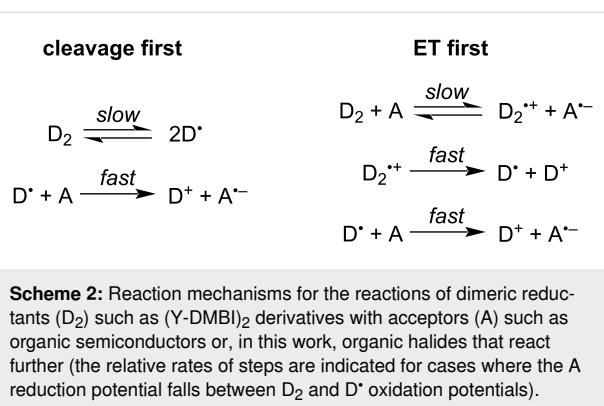 cleavage first
slow
D₂ ⇌ 2D•
fast
D• + A → D⁺ + A•⁻
ET first
slow
D₂ + A ⇌ D₂•⁺ + A•⁻
fast
D₂•⁺ → D• + D⁺
fast
D• + A → D⁺ + A•⁻
Scheme 2: Reaction mechanisms for the reactions of dimeric reduc-
tants (D₂) such as (Y-DMBI)₂ derivatives with acceptors (A) such as
organic semiconductors or, in this work, organic halides that react
further (the relative rates of steps are indicated for cases where the A
reduction potential falls between D₂ and D• oxidation potentials).